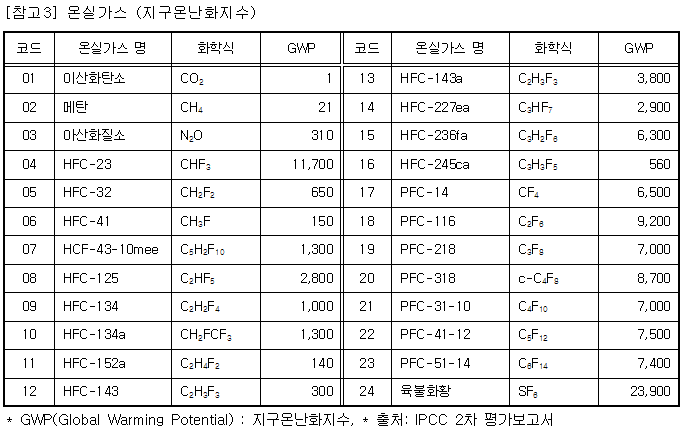 [참고3] 온실가스 (지구온난화지수)
코드 온실가스 명 화학식 GWP 코드 온실가스 명 화학식 GWP
01 이산화탄소 CO₂ 1 13 HFC-143a C₂H₃F₃ 3,800
02 메탄 CH₄ 21 14 HFC-227ea C₃HF₇ 2,900
03 아산화질소 N₂O 310 15 HFC-236fa C₃H₂F₆ 6,300
04 HFC-23 CHF₃ 11,700 16 HFC-245ca C₃H₃F₅ 560
05 HFC-32 CH₂F₂ 650 17 PFC-14 CF₄ 6,500
06 HFC-41 CH₃F 150 18 PFC-116 C₂F₆ 9,200
07 HCF-43-10mee C₅H₂F₁₀ 1,300 19 PFC-218 C₃F₈ 7,000
08 HFC-125 C₂HF₅ 2,800 20 PFC-318 c-C₄F₈ 8,700
09 HFC-134 C₂H₂F₄ 1,000 21 PFC-31-10 C₄F₁₀ 7,000
10 HFC-134a CH₂FCF₃ 1,300 22 PFC-41-12 C₅F₁₂ 7,500
11 HFC-152a C₂H₄F₂ 140 23 PFC-51-14 C₆F₁₄ 7,400
12 HFC-143 C₂H₃F₃ 300 24 육불화황 SF₆ 23,900
* GWP(Global Warming Potential) : 지구온난화지수, * 출처: IPCC 2차 평가보고서